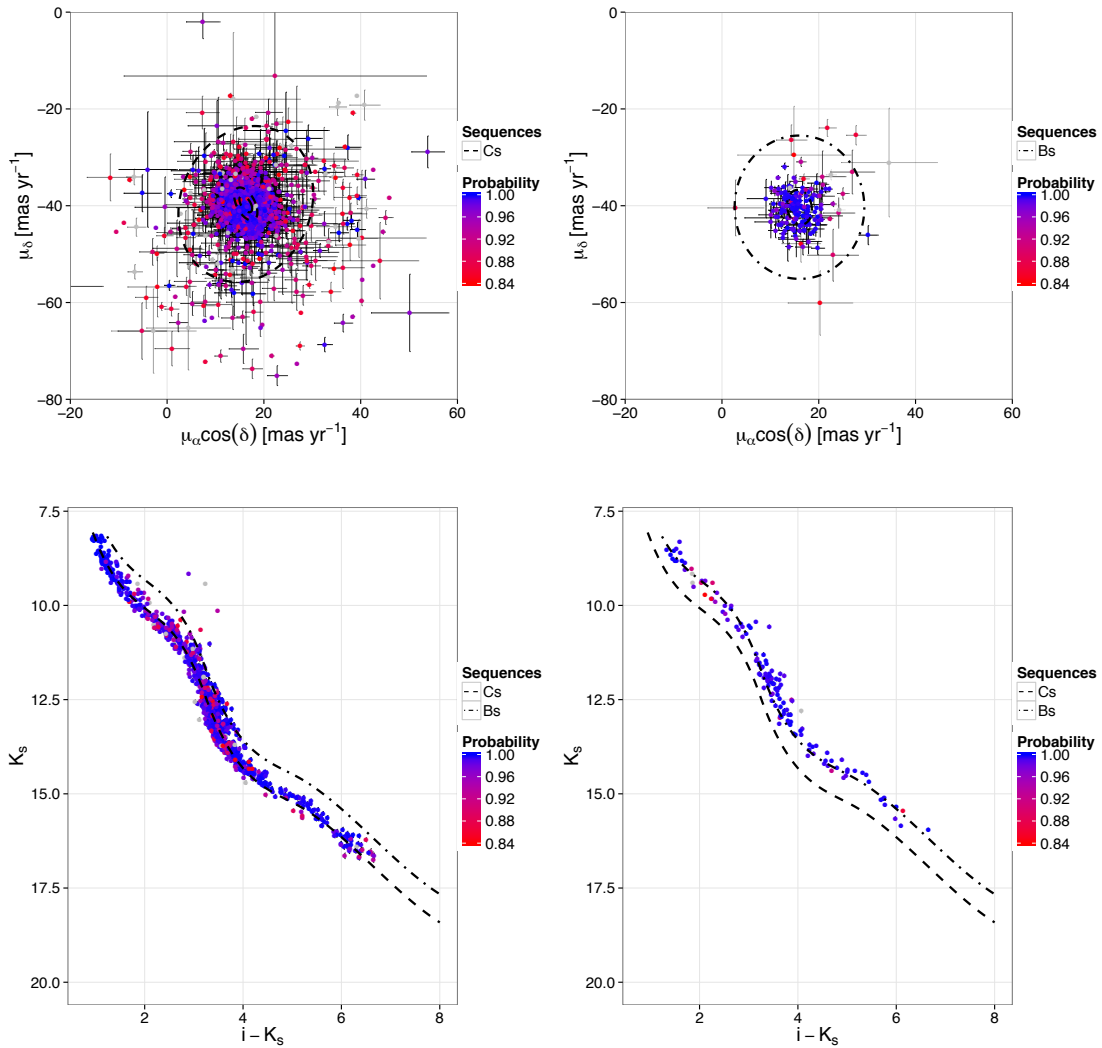 0
−20
−40
−60
−80
−20
0
20
40
60
μδ [mas yr−1]
μαcos(δ) [mas yr−1]
Sequences
Cs
Probability
1.00
0.96
0.92
0.88
0.84
0
−20
−40
−60
−80
−20
0
20
40
60
μδ [mas yr−1]
μαcos(δ) [mas yr−1]
Sequences
Bs
Probability
1.00
0.96
0.92
0.88
0.84
7.5
10.0
12.5
15.0
17.5
20.0
2
4
6
8
Ks
i − Ks
Sequences
Cs
Bs
Probability
1.00
0.96
0.92
0.88
0.84
7.5
10.0
12.5
15.0
17.5
20.0
2
4
6
8
Ks
i − Ks
Sequences
Cs
Bs
Probability
1.00
0.96
0.92
0.88
0.84